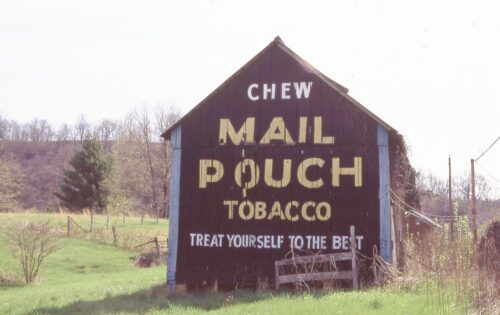 CHEW
MAIL
POUCH
TOBACCO
TREAT YOURSELF TO THE BEST